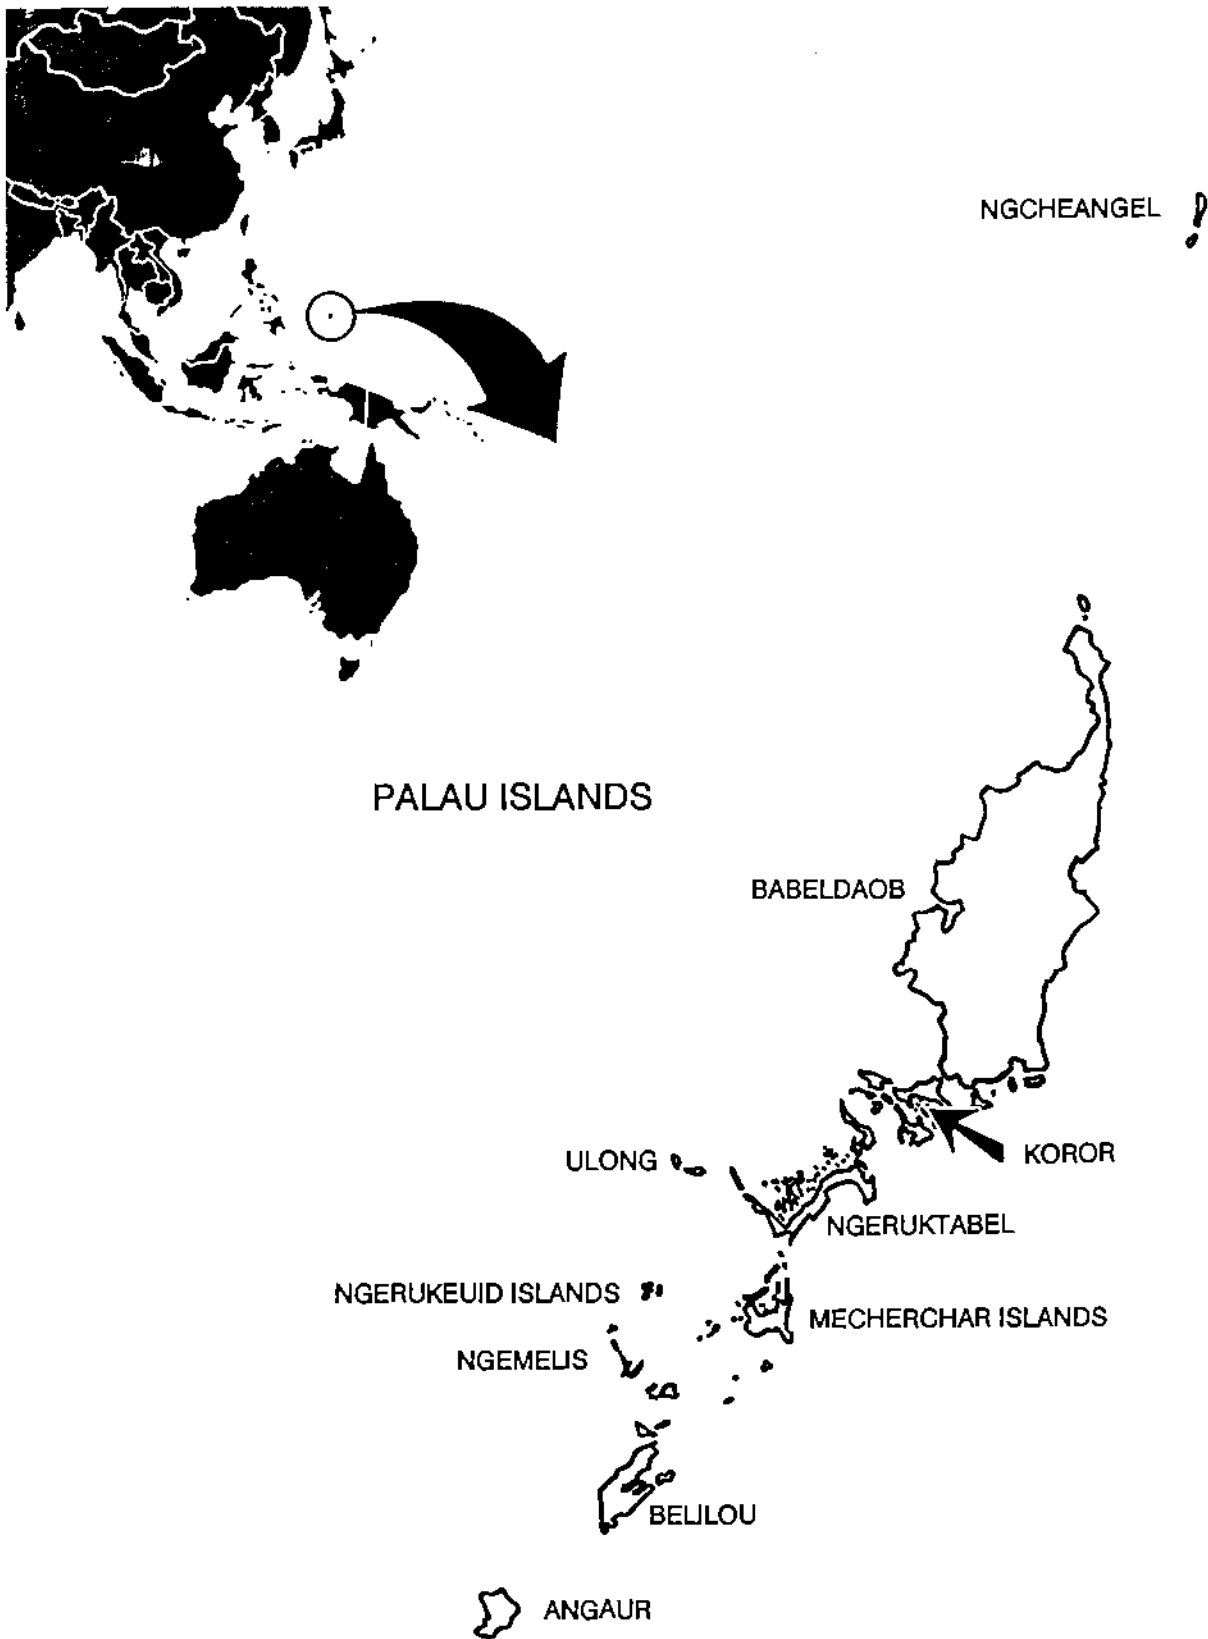 NGCHEANGEL
PALAU ISLANDS
BABELDAOB
KOROR
ULONG
NGERUKTABEL
NGERUKEUID ISLANDS
MECHERCHAR ISLANDS
NGEMELIS
BELILOU
ANGAUR